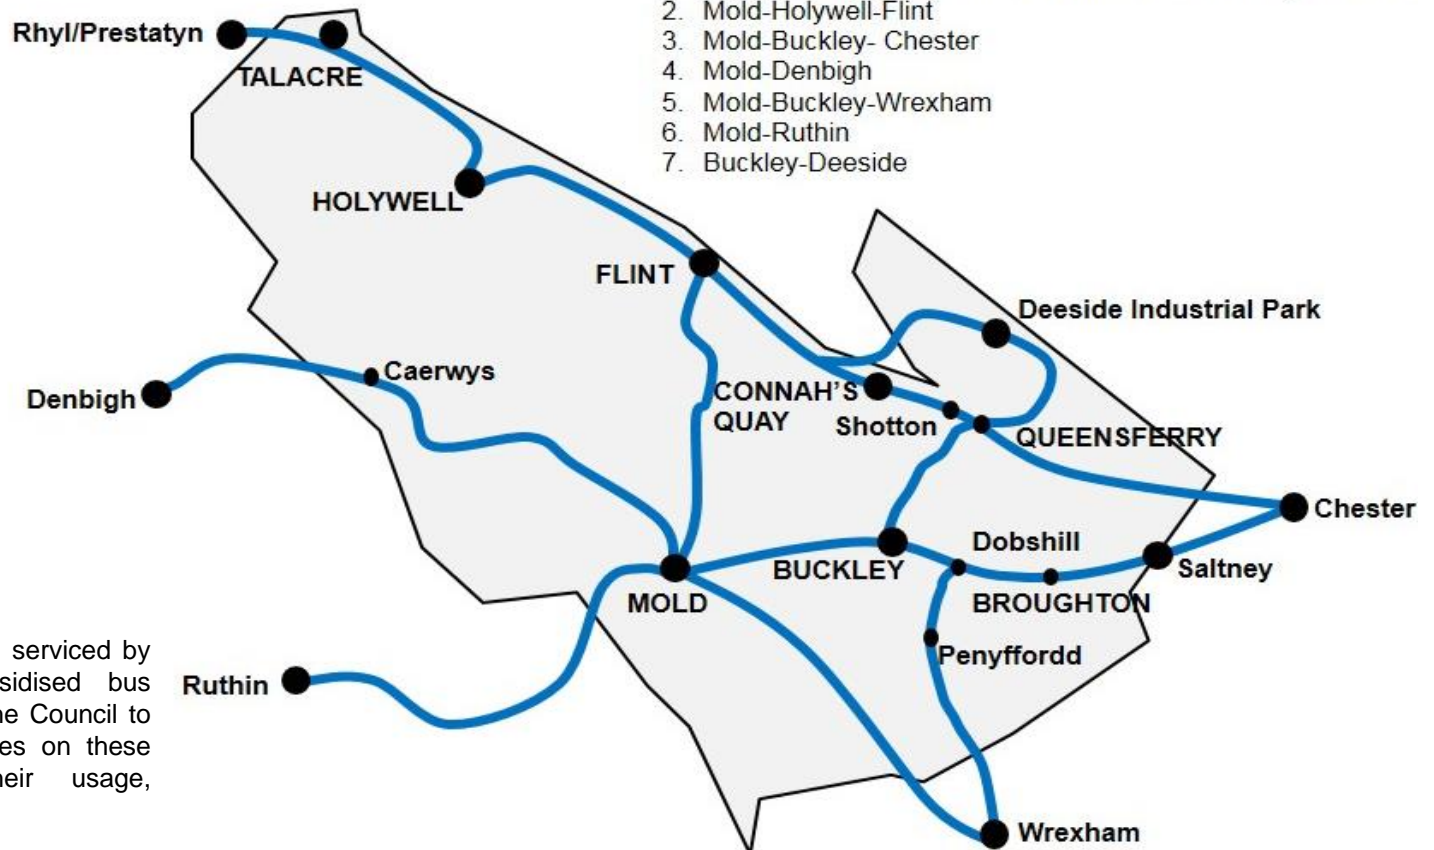 2. Mold-Holywell-Flint
3. Mold-Buckley- Chester
4. Mold-Denbigh
5. Mold-Buckley-Wrexham
6. Mold-Ruthin
7. Buckley-Deeside
Rhyl/Prestatyn
TALACRE
HOLYWELL
FLINT
Deeside Industrial Park
Caerwys
Denbigh
CONNAH'S
QUAY
Shotton
QUEENSFERRY
Chester
Dobshill
BUCKLEY
Saltney
MOLD
BROUGHTON
Penyffordd
Ruthin
Wrexham
serviced by
sidised bus
ne Council to
es on these
heir usage,